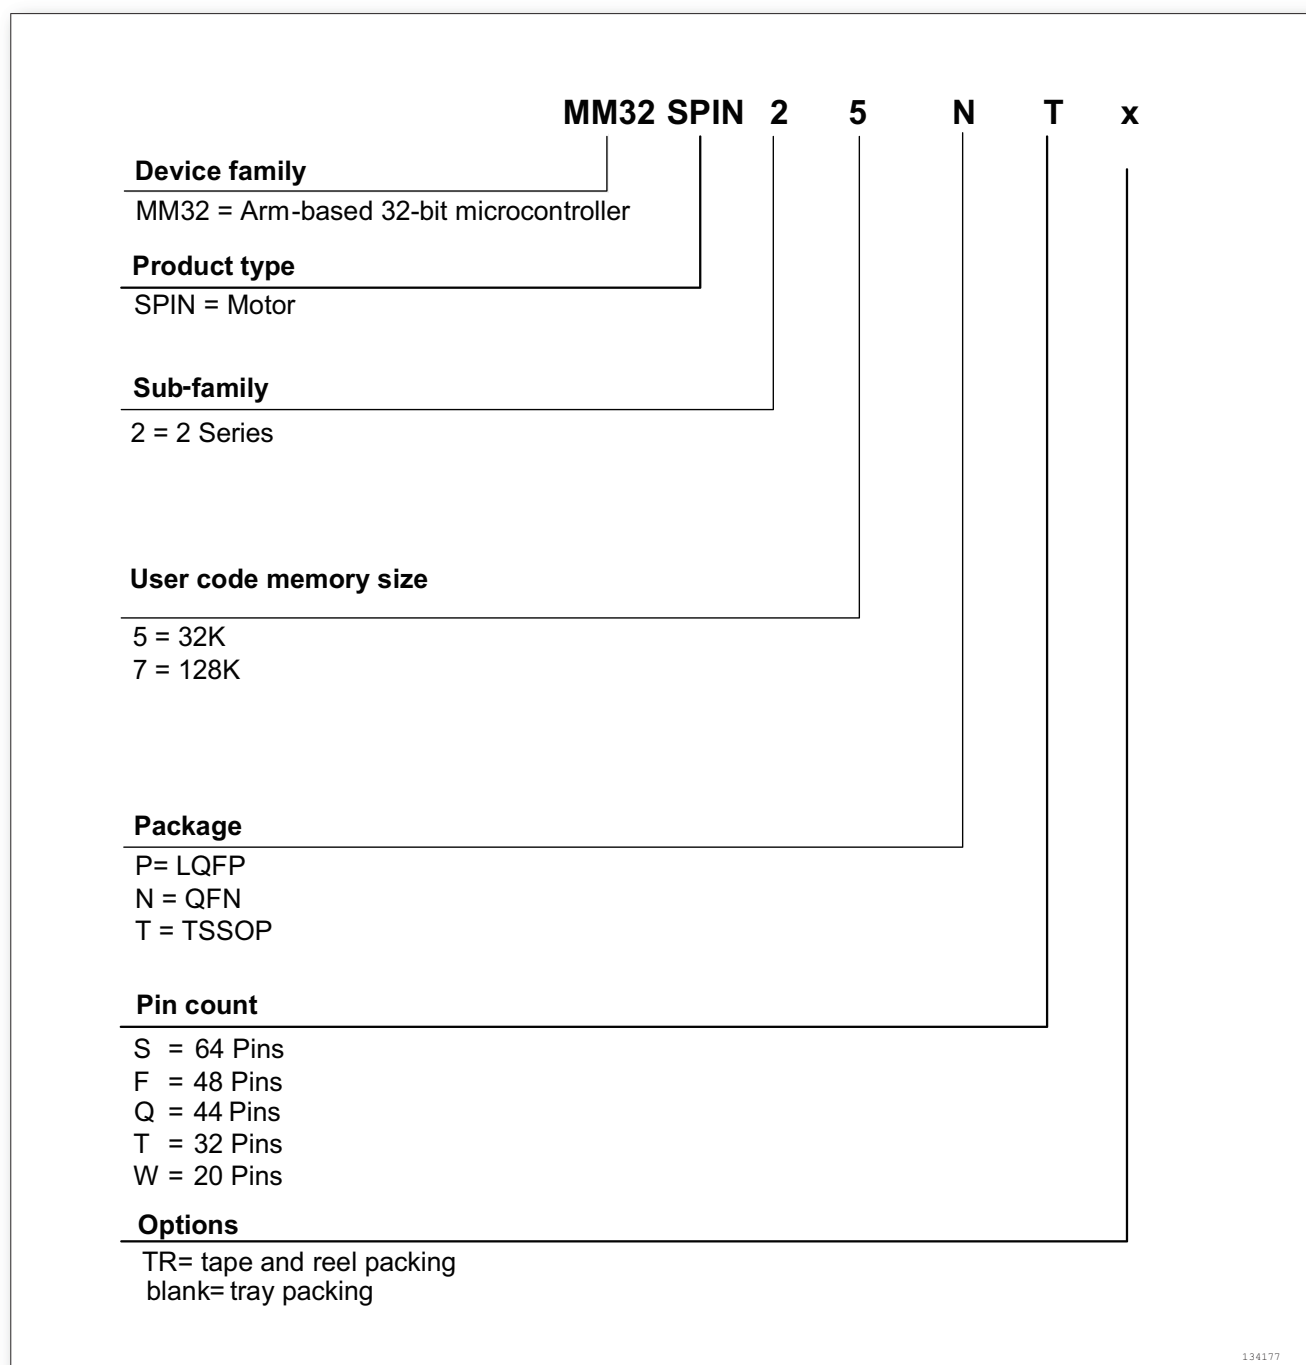 MM32 SPIN 2 5 N T x
Device family
MM32 = Arm-based 32-bit microcontroller
Product type
SPIN = Motor
Sub-family
2 = 2 Series
User code memory size
5 = 32K
7 = 128K
Package
P= LQFP
N = QFN
T = TSSOP
Pin count
S = 64 Pins
F = 48 Pins
Q = 44 Pins
T = 32 Pins
W = 20 Pins
Options
TR= tape and reel packing
blank= tray packing
134177